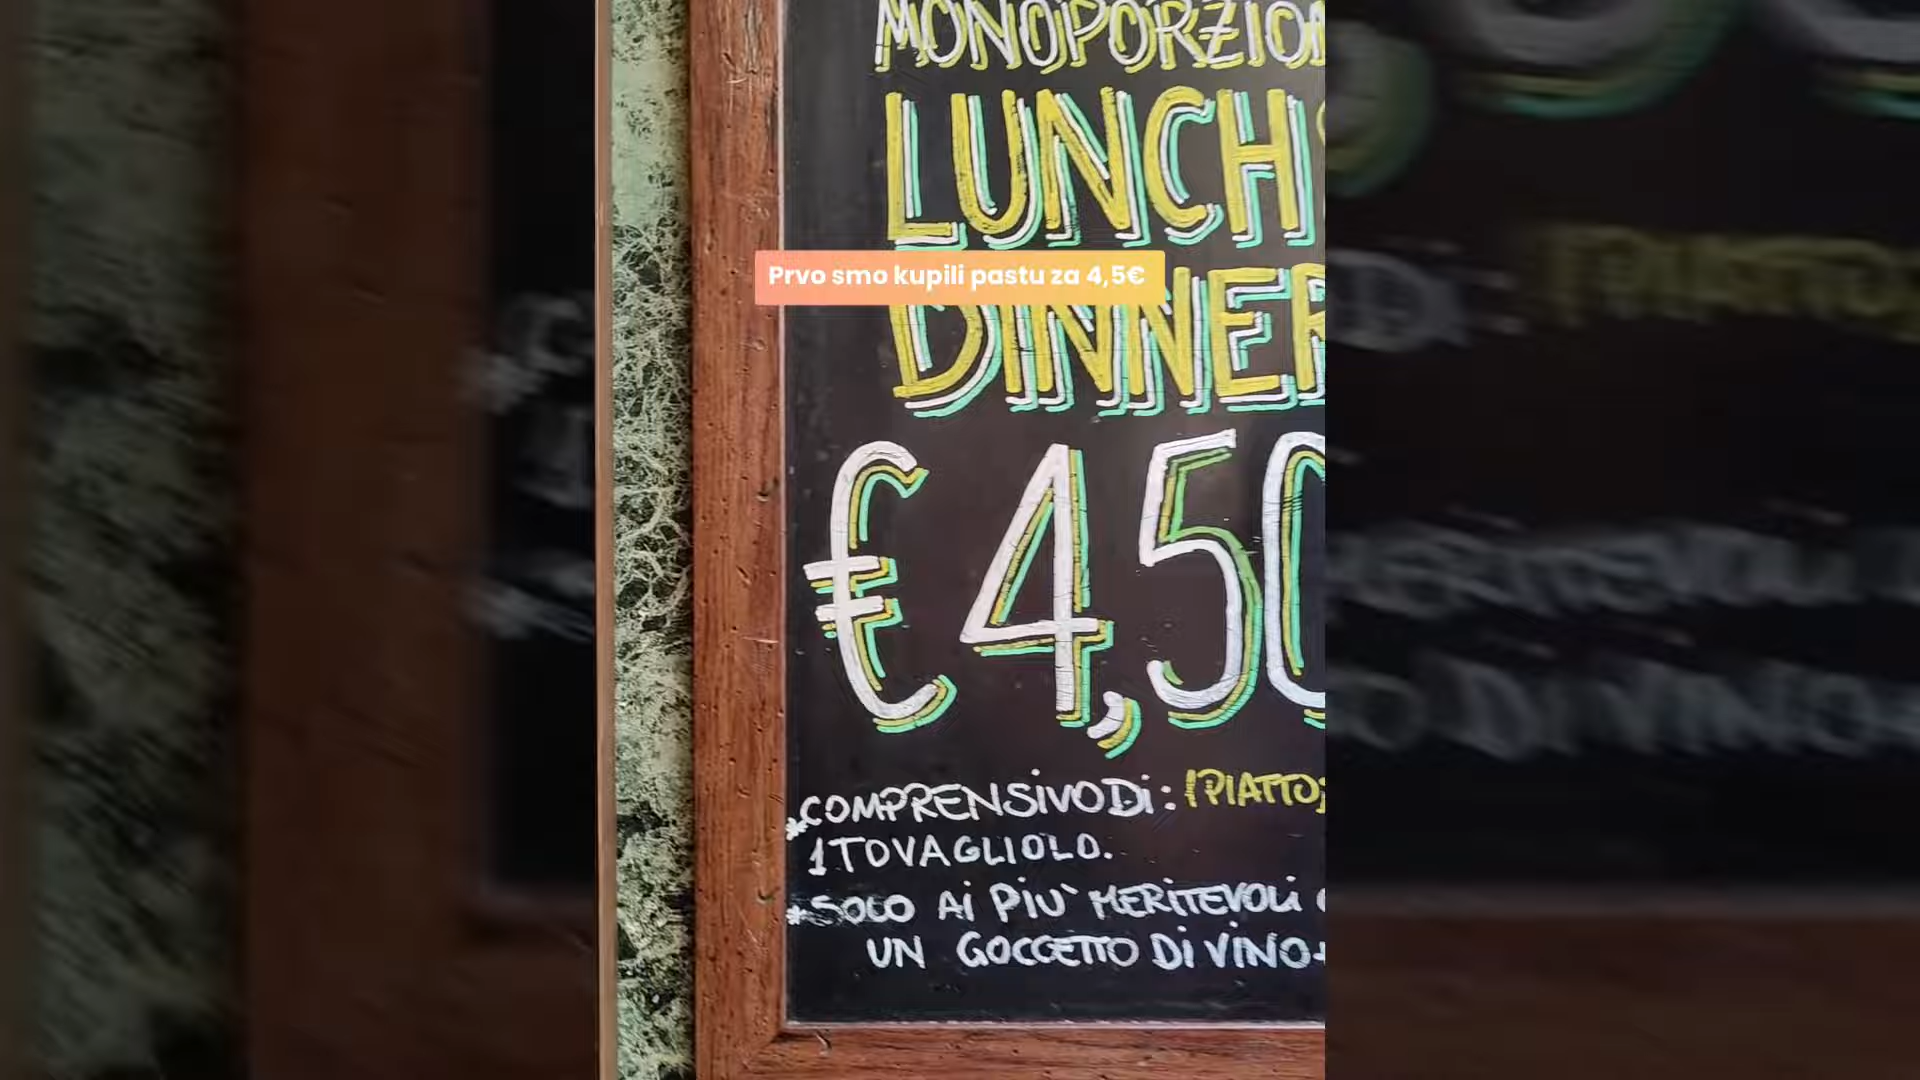 LUNCH
Prvo smo kupili pastu za 4,5€
DINNER
€4,50
*COMPRENSIVO Di: 1 PIATTO,
1 TOVAGLIOLO.
*SOLO Ai PIU' MERITEVOLi
UN GOCCETTO Di VINO